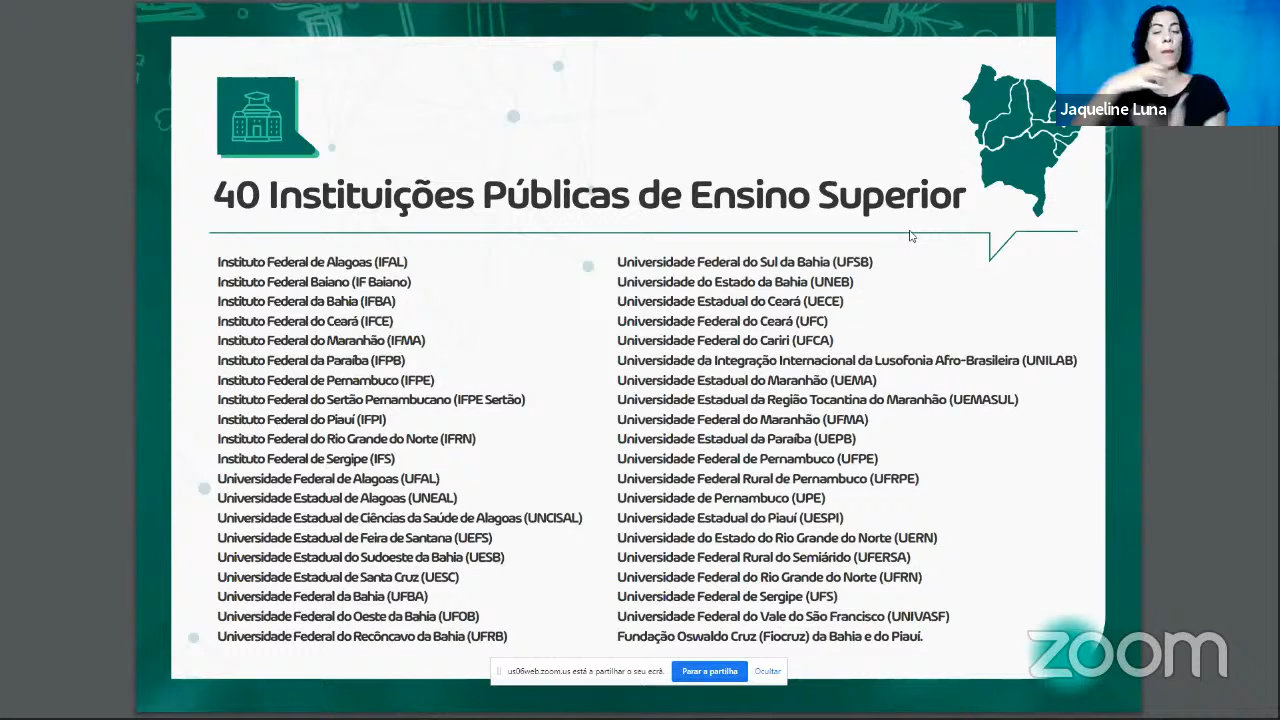 Jaqueline Luna
40 Instituições Públicas de Ensino Superior
Instituto Federal de Alagoas (IFAL)
Instituto Federal Baiano (IF Baiano)
Instituto Federal da Bahia (IFBA)
Instituto Federal do Ceará (IFCE)
Instituto Federal do Maranhão (IFMA)
Instituto Federal da Paraíba (IFPB)
Instituto Federal de Pernambuco (IFPE)
Instituto Federal do Sertão Pernambucano (IFPE Sertão)
Instituto Federal do Piauí (IFPI)
Instituto Federal do Rio Grande do Norte (IFRN)
Instituto Federal de Sergipe (IFS)
Universidade Federal de Alagoas (UFAL)
Universidade Estadual de Alagoas (UNEAL)
Universidade Estadual de Ciências da Saúde de Alagoas (UNCISAL)
Universidade Estadual de Feira de Santana (UEFS)
Universidade Estadual do Sudoeste da Bahia (UESB)
Universidade Estadual de Santa Cruz (UESC)
Universidade Federal da Bahia (UFBA)
Universidade Federal do Oeste da Bahia (UFOB)
Universidade Federal do Recôncavo da Bahia (UFRB)
Universidade Federal do Sul da Bahia (UFSB)
Universidade do Estado da Bahia (UNEB)
Universidade Estadual do Ceará (UECE)
Universidade Federal do Ceará (UFC)
Universidade Federal do Cariri (UFCA)
Universidade da Integração Internacional da Lusofonia Afro-Brasileira (UNILAB)
Universidade Estadual do Maranhão (UEMA)
Universidade Estadual da Região Tocantina do Maranhão (UEMASUL)
Universidade Federal do Maranhão (UFMA)
Universidade Estadual da Paraíba (UEPB)
Universidade Federal de Pernambuco (UFPE)
Universidade Federal Rural de Pernambuco (UFRPE)
Universidade de Pernambuco (UPE)
Universidade Estadual do Piauí (UESPI)
Universidade do Estado do Rio Grande do Norte (UERN)
Universidade Federal Rural do Semiárido (UFERSA)
Universidade Federal do Rio Grande do Norte (UFRN)
Universidade Federal de Sergipe (UFS)
Universidade Federal do Vale do São Francisco (UNIVASF)
Fundação Oswaldo Cruz (Fiocruz) da Bahia e do Piauí.
us06web.zoom.us está a partilhar o seu ecrã. Parar a partilha Ocultar
zoom